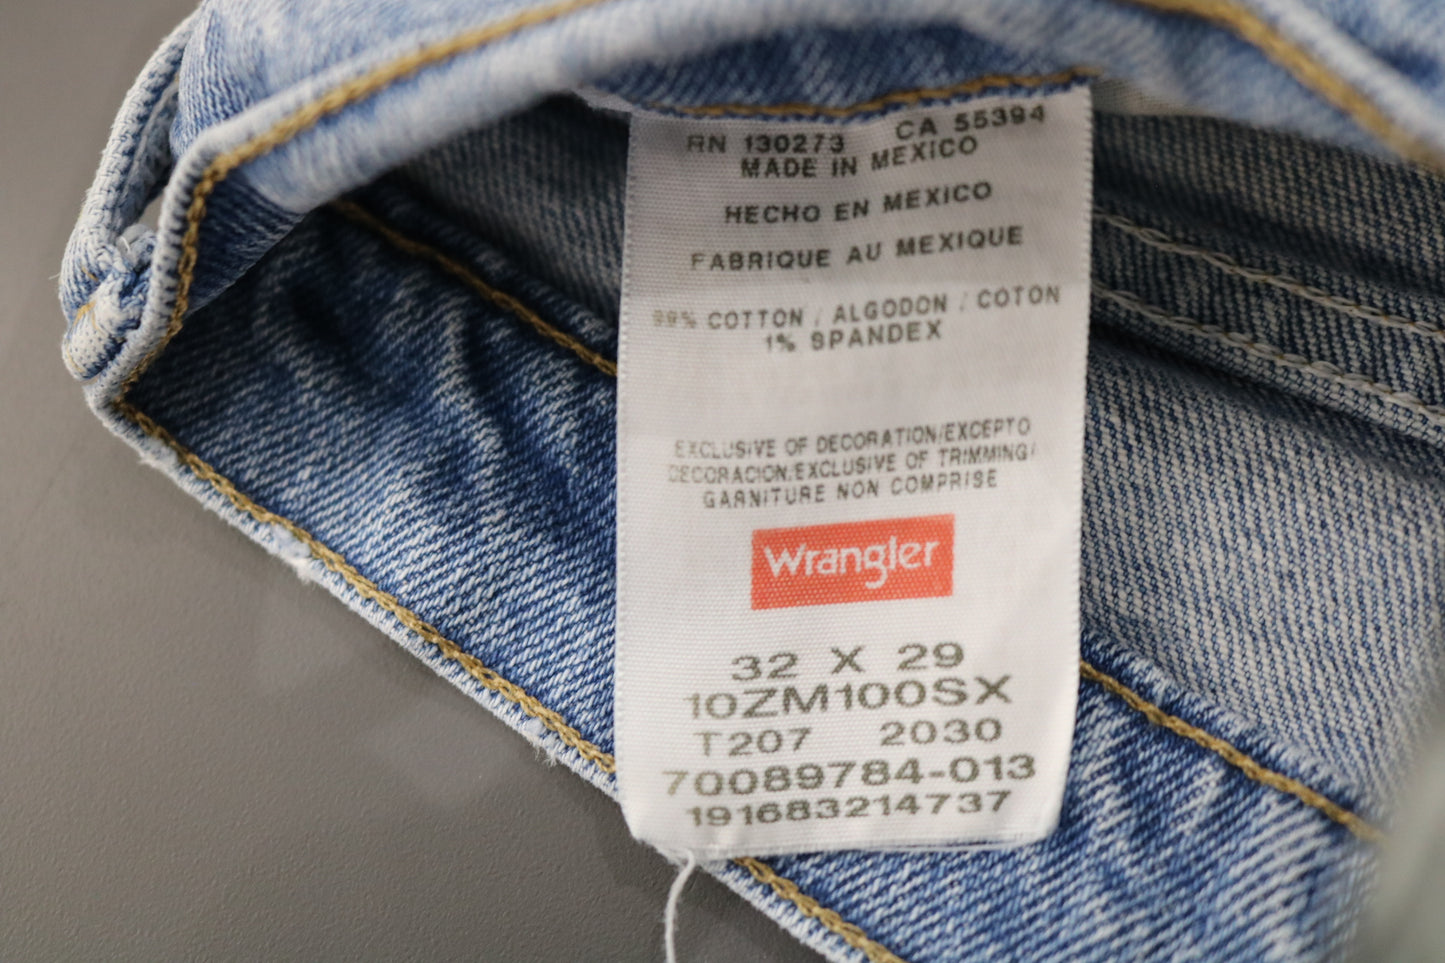 RN 130273 CA 55394
MADE IN MEXICO
HECHO EN MEXICO
FABRIQUE AU MEXIQUE
99% COTTON / ALGODON / COTON
1% SPANDEX
EXCLUSIVE OF DECORATION/EXCEPTO
DECORACION:EXCLUSIVE OF TRIMMING/
GARNITURE NON COMPRISE
Wrangler
32 X 29
10ZM100SX
T207 2030
70089784-013
191683214737